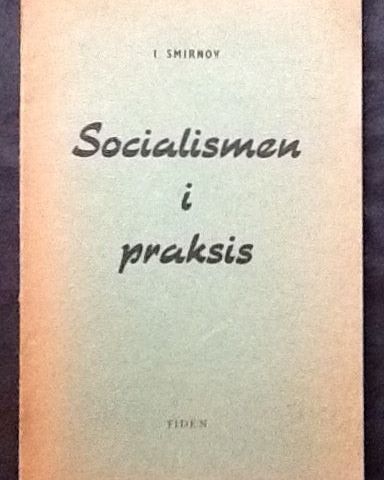 I SMIRNOV
Socialismen
i
praksis
TIDEN